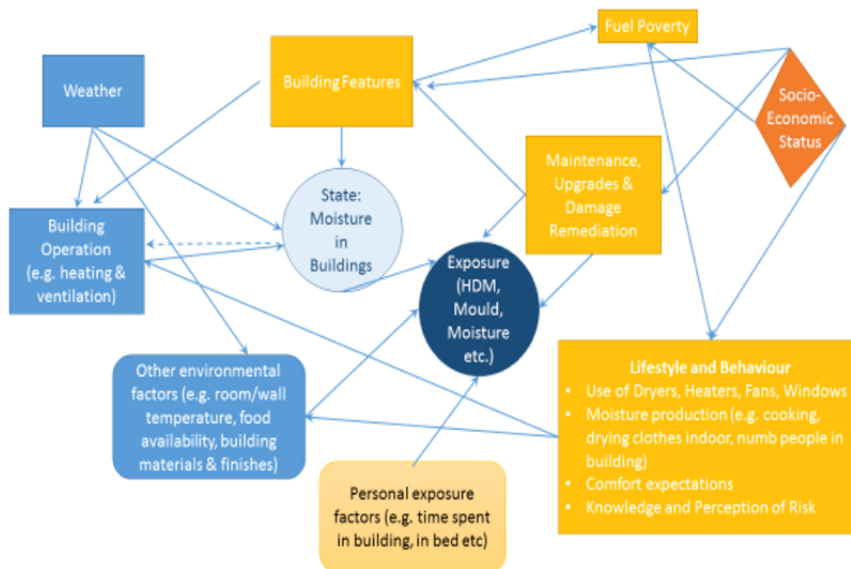 Fuel Poverty
Weather
Building Features
Socio-
Economic
Status
Maintenance,
Upgrades &
Damage
Remediation
State:
Moisture
in
Buildings
Building
Operation
(e.g. heating &
ventilation)
Exposure
(HDM,
Mould,
Moisture
etc.)
Other environmental
factors (e.g. room/wall
temperature, food
availability, building
materials & finishes)
Lifestyle and Behaviour
• Use of Dryers, Heaters, Fans, Windows
• Moisture production (e.g. cooking,
drying clothes indoor, numb people in
building)
• Comfort expectations
• Knowledge and Perception of Risk
Personal exposure
factors (e.g. time spent
in building, in bed etc)